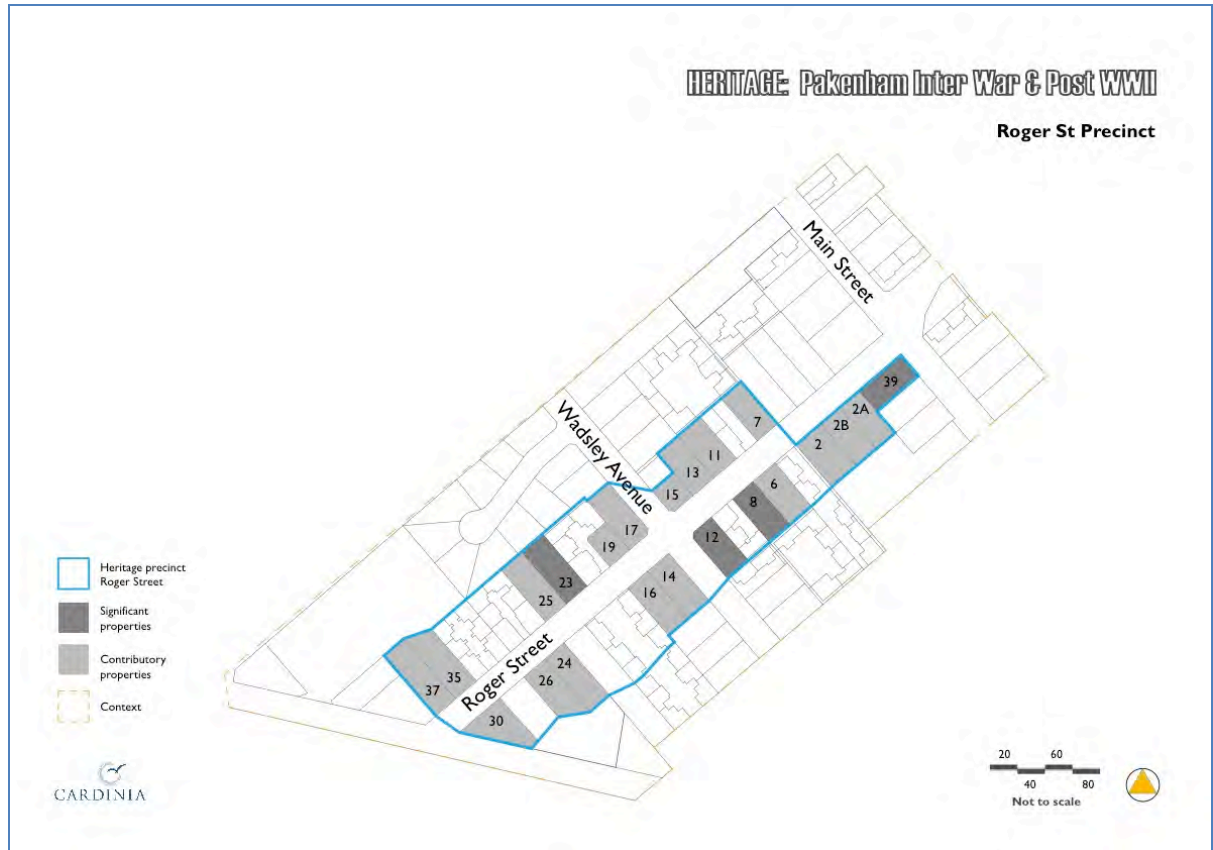 HERITAGE: Pakenham Inter War & Post WWII
Roger St Precinct
Main Street
39
2A
2B
2
7
11
13
15
Wadsley Avenue
6
8
12
17
19
14
16
23
25
24
26
Roger Street
35
37
30
Heritage precinct
Roger Street
Significant
properties
Contributory
properties
Context
CARDINIA
20 60
40 80
Not to scale